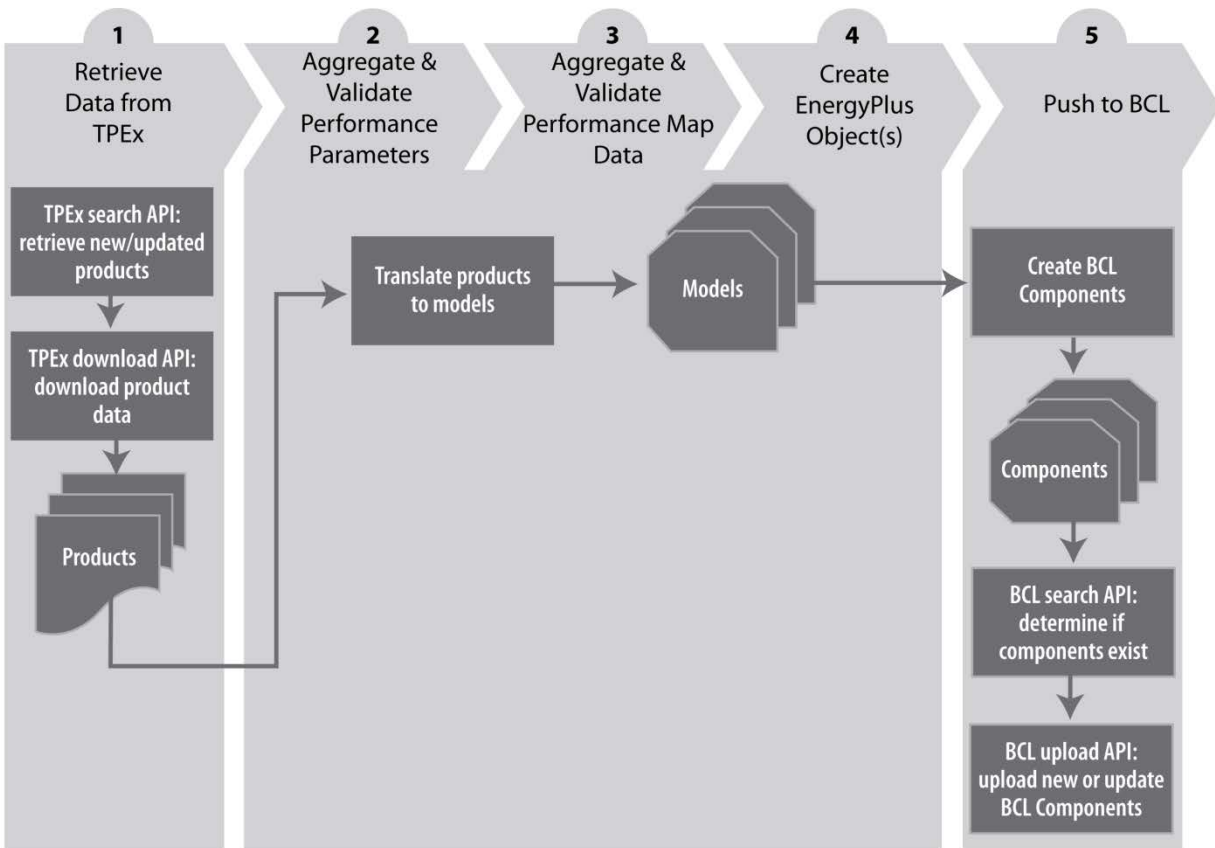 1
Retrieve
Data from
TPEx
2
Aggregate &
Validate
Performance
Parameters
3
Aggregate &
Validate
Performance Map
Data
4
Create
EnergyPlus
Object(s)
5
Push to BCL
TPEx search API:
retrieve new/updated
products
TPEx download API:
download product
data
Products
Translate products
to models
Models
Create BCL
Components
Components
BCL search API:
determine if
components exist
BCL upload API:
upload new or update
BCL Components